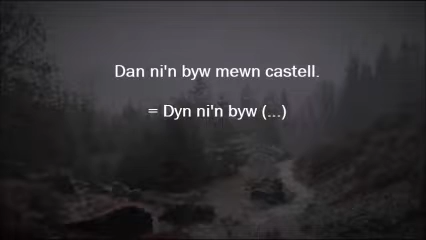 Dan ni'n byw mewn castell.
= Dyn ni'n byw (...)